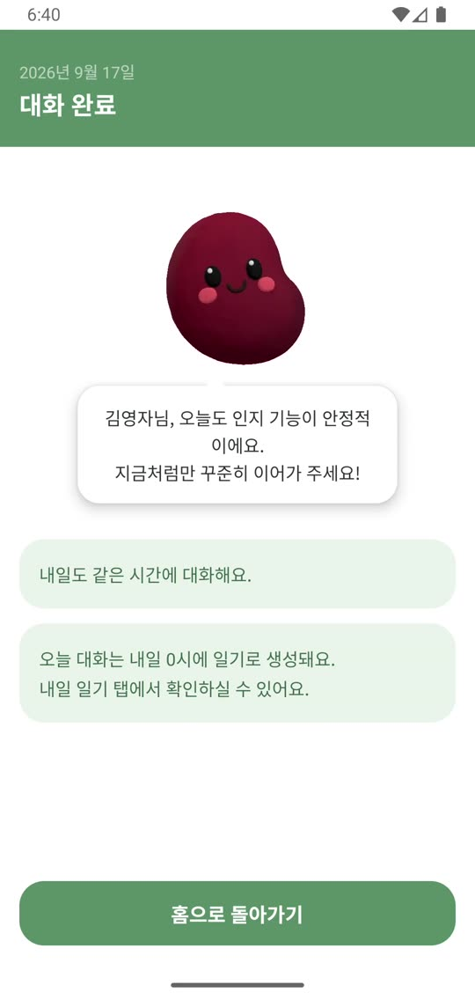 6:40
2026년 9월 17일
대화 완료
김영자님, 오늘도 인지 기능이 안정적
이에요.
지금처럼만 꾸준히 이어가 주세요!
내일도 같은 시간에 대화해요.
오늘 대화는 내일 0시에 일기로 생성돼요.
내일 일기 탭에서 확인하실 수 있어요.
홈으로 돌아가기